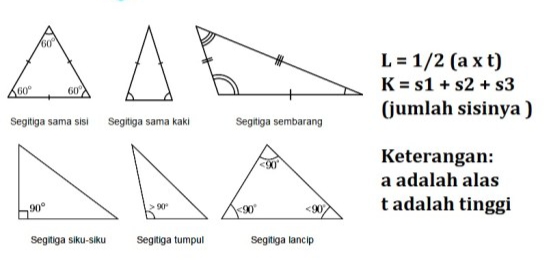 60°
60° 60°
Segitiga sama sisi Segitiga sama kaki Segitiga sembarang
L = 1/2 (a x t)
K = s1 + s2 + s3
(jumlah sisinya )
90°
> 90°
<90°
<90° <90°
Segitiga siku-siku Segitiga tumpul Segitiga lancip
Keterangan:
a adalah alas
t adalah tinggi